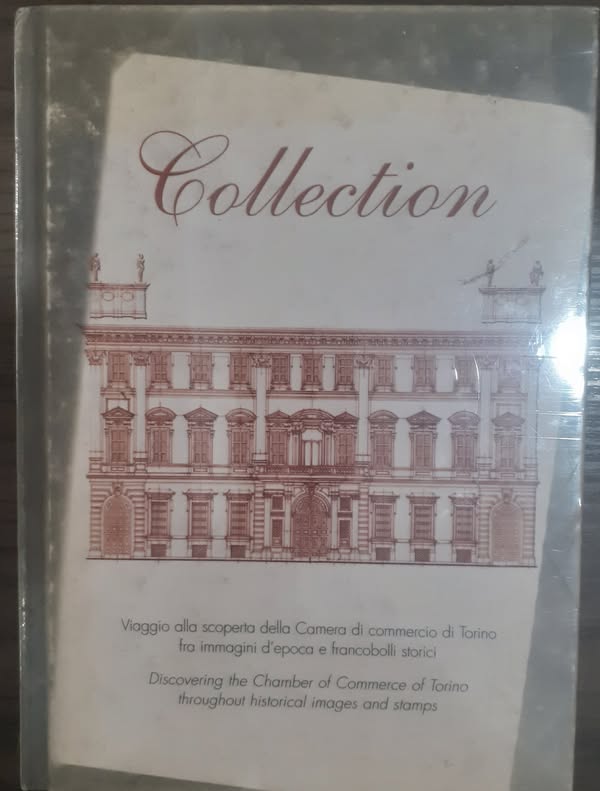 Collection
Viaggio alla scoperta della Camera di commercio di Torino
fra immagini d'epoca e francobolli storici
Discovering the Chamber of Commerce of Torino
throughout historical images and stamps